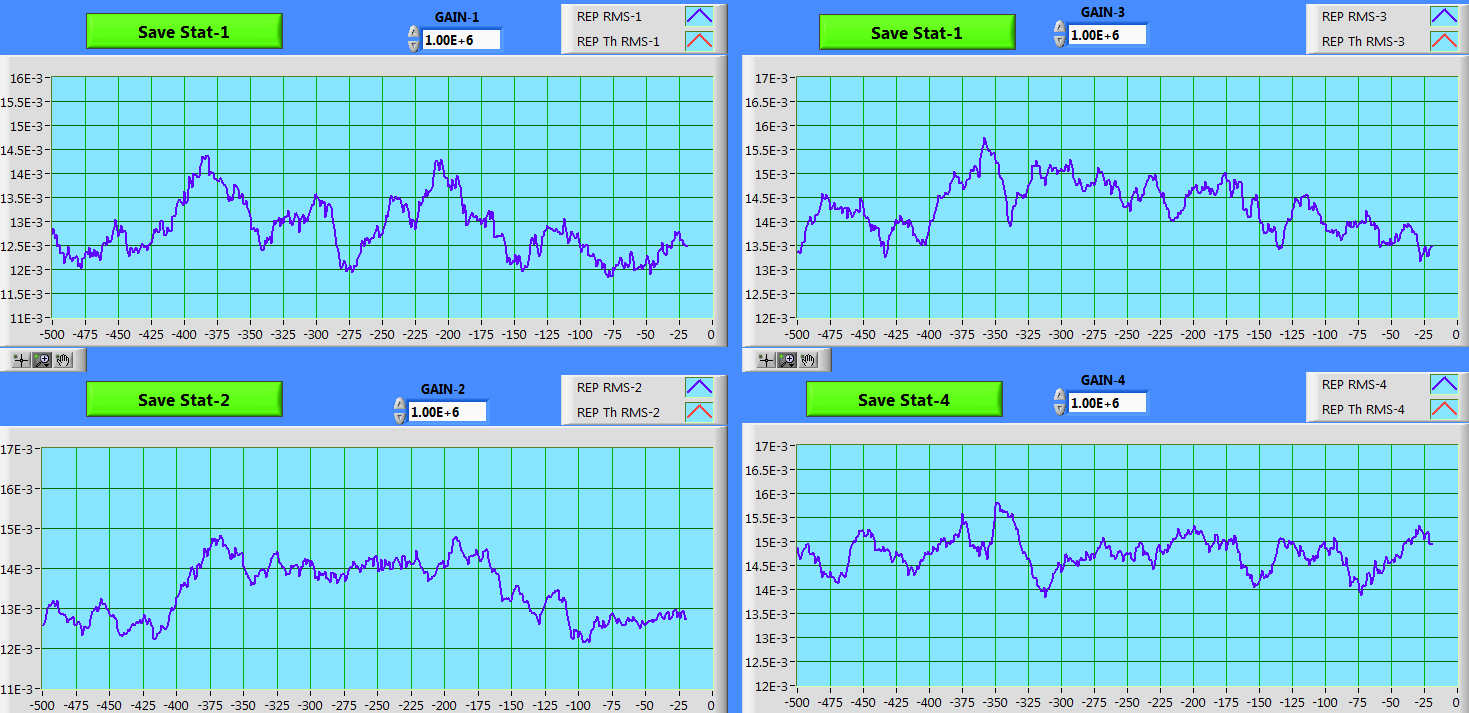 Save Stat-1
GAIN-1
1.00E+6
REP RMS-1
REP Th RMS-1
16E-3
15.5E-3
15E-3
14.5E-3
14E-3
13.5E-3
13E-3
12.5E-3
12E-3
11.5E-3
11E-3
-500 -475 -450 -425 -400 -375 -350 -325 -300 -275 -250 -225 -200 -175 -150 -125 -100 -75 -50 -25 0
Save Stat-1
GAIN-3
1.00E+6
REP RMS-3
REP Th RMS-3
17E-3
16.5E-3
16E-3
15.5E-3
15E-3
14.5E-3
14E-3
13.5E-3
13E-3
12.5E-3
12E-3
-500 -475 -450 -425 -400 -375 -350 -325 -300 -275 -250 -225 -200 -175 -150 -125 -100 -75 -50 -25 0
Save Stat-2
GAIN-2
1.00E+6
REP RMS-2
REP Th RMS-2
17E-3
16E-3
15E-3
14E-3
13E-3
12E-3
11E-3
-500 -475 -450 -425 -400 -375 -350 -325 -300 -275 -250 -225 -200 -175 -150 -125 -100 -75 -50 -25 0
Save Stat-4
GAIN-4
1.00E+6
REP RMS-4
REP Th RMS-4
17E-3
16.5E-3
16E-3
15.5E-3
15E-3
14.5E-3
14E-3
13.5E-3
13E-3
12.5E-3
12E-3
-500 -475 -450 -425 -400 -375 -350 -325 -300 -275 -250 -225 -200 -175 -150 -125 -100 -75 -50 -25 0